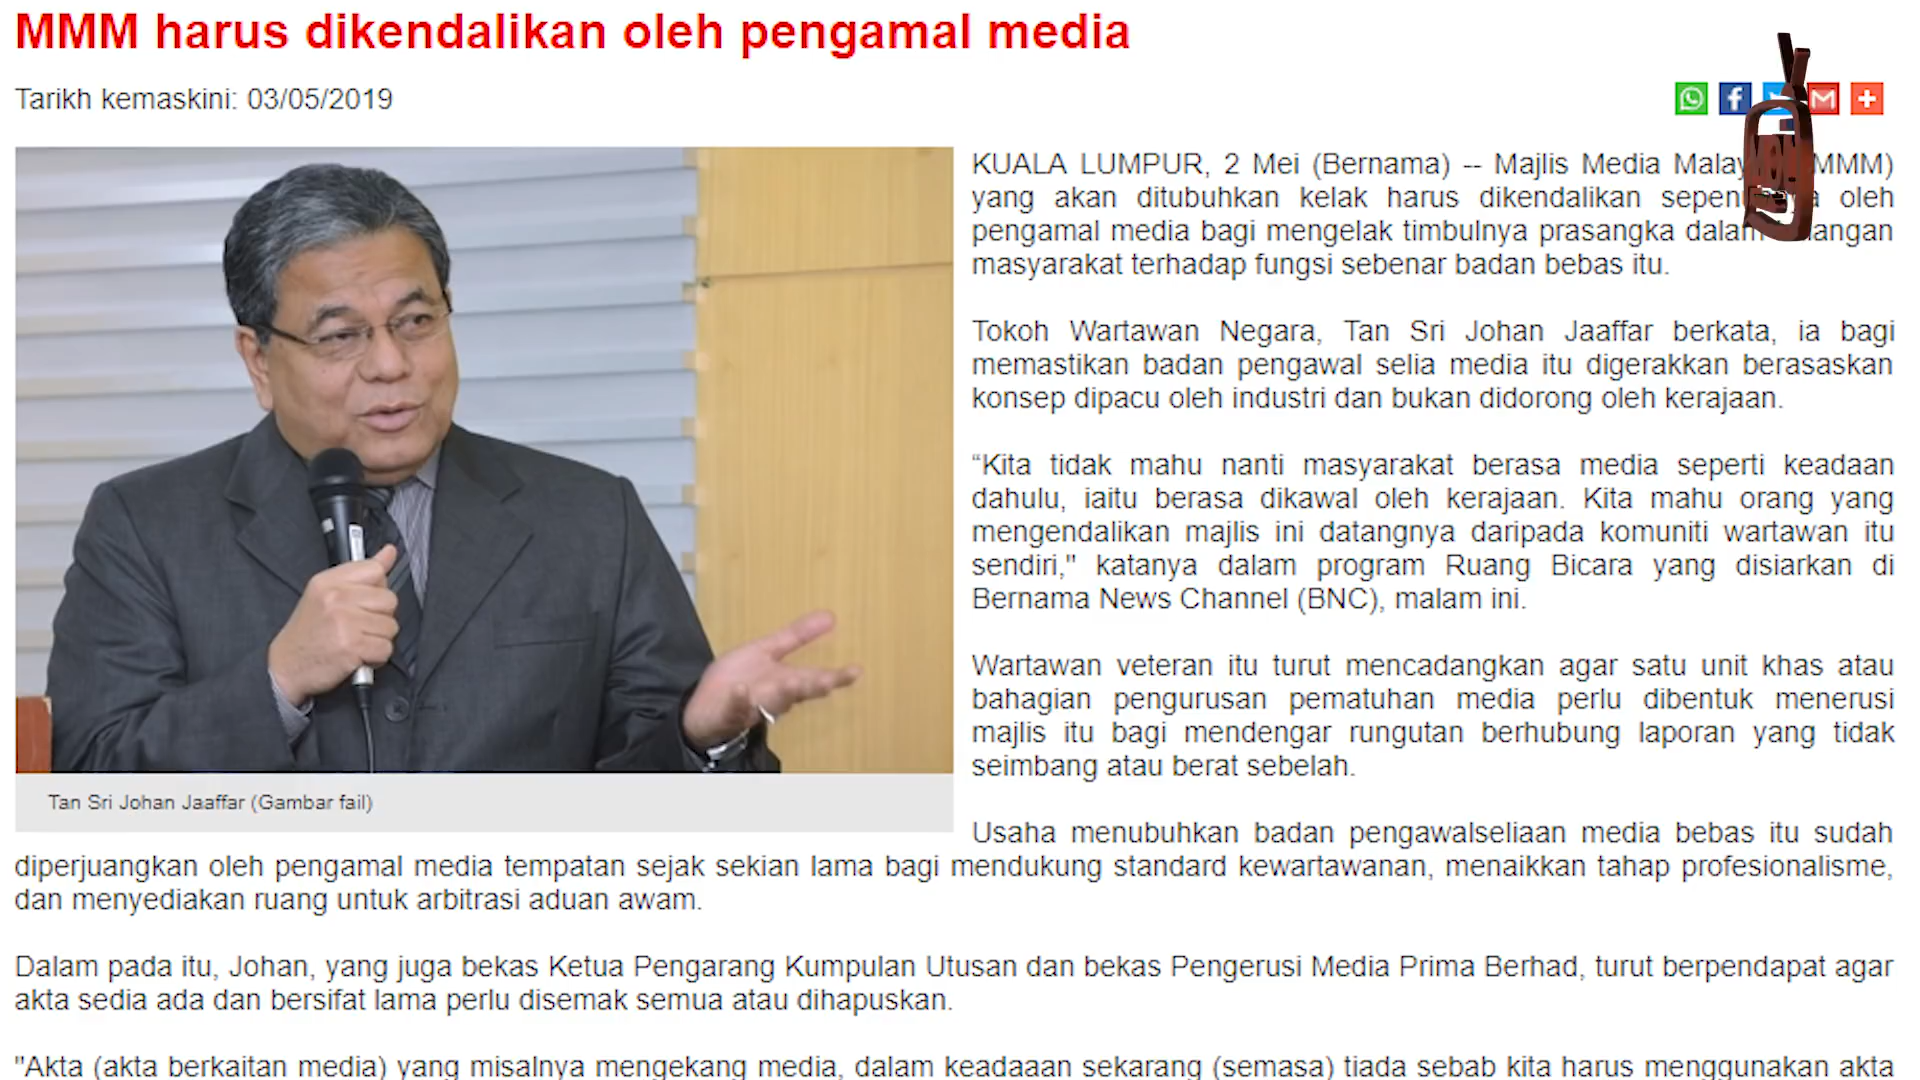 MMM harus dikendalikan oleh pengamal media
Tarikh kemaskini: 03/05/2019
KUALA LUMPUR, 2 Mei (Bernama) -- Majlis Media MMM)
yang akan ditubuhkan kelak harus dikendalikan oleh
pengamal media bagi mengelak timbulnya prasangka dalam
masyarakat terhadap fungsi sebenar badan bebas itu.
Tokoh Wartawan Negara, Tan Sri Johan Jaaffar berkata, ia bagi
memastikan badan pengawal selia media itu digerakkan berasaskan
konsep dipacu oleh industri dan bukan didorong oleh kerajaan.
“Kita tidak mahu nanti masyarakat berasa media seperti keadaan
dahulu, iaitu berasa dikawal oleh kerajaan. Kita mahu orang yang
mengendalikan majlis ini datangnya daripada komuniti wartawan itu
sendiri," katanya dalam program Ruang Bicara yang disiarkan di
Bernama News Channel (BNC), malam ini.
Wartawan veteran itu turut mencadangkan agar satu unit khas atau
bahagian pengurusan pematuhan media perlu dibentuk menerusi
majlis itu bagi mendengar rungutan berhubung laporan yang tidak
seimbang atau berat sebelah.
Tan Sri Johan Jaaffar (Gambar fail)
Usaha menubuhkan badan pengawalseliaan media bebas itu sudah
diperjuangkan oleh pengamal media tempatan sejak sekian lama bagi mendukung standard kewartawanan, menaikkan tahap profesionalisme,
dan menyediakan ruang untuk arbitrasi aduan awam.
Dalam pada itu, Johan, yang juga bekas Ketua Pengarang Kumpulan Utusan dan bekas Pengerusi Media Prima Berhad, turut berpendapat agar
akta sedia ada dan bersifat lama perlu disemak semua atau dihapuskan.
"Akta (akta berkaitan media) yang misalnya mengekang media, dalam keadaaan sekarang (semasa) tiada sebab kita harus menggunakan akta